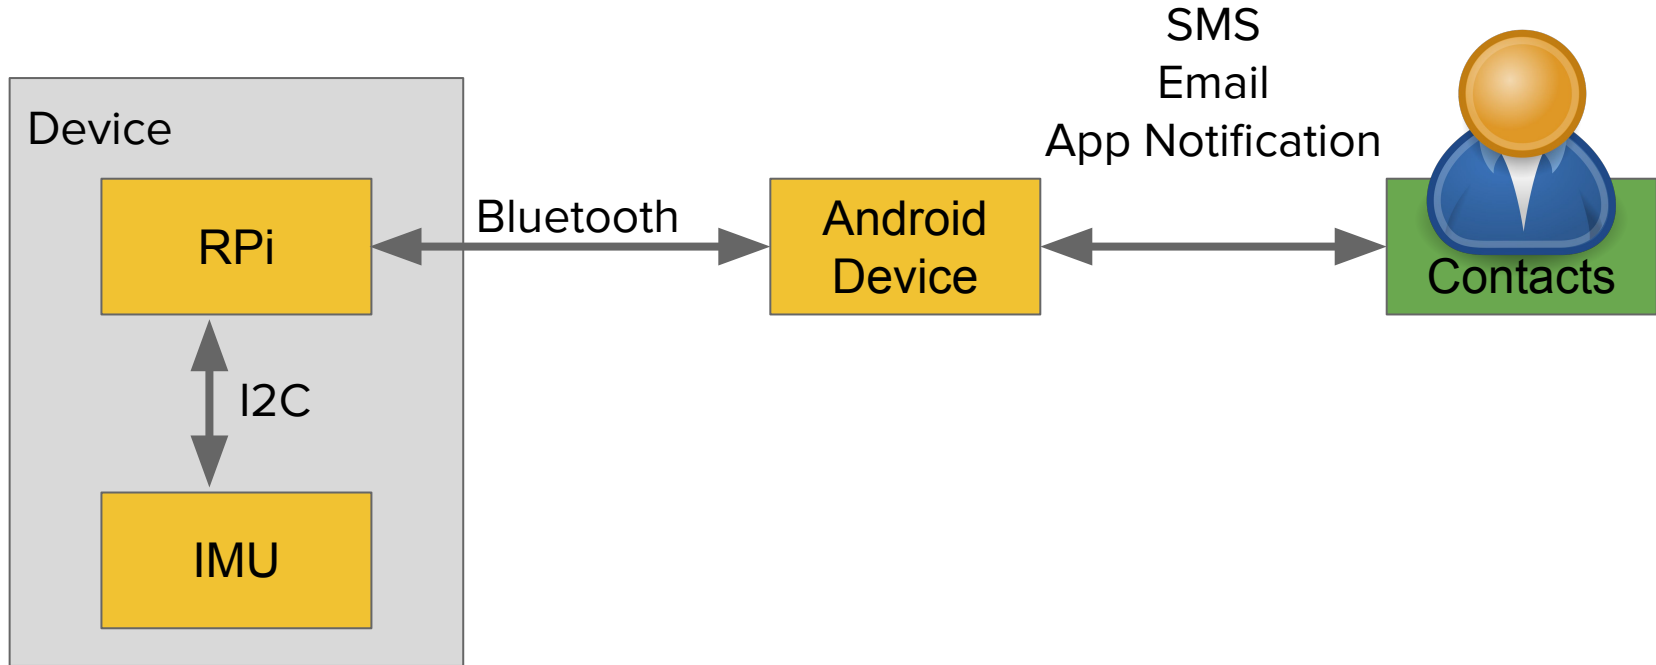 Device
RPi
I2C
IMU
Bluetooth
Android
Device
SMS
Email
App Notification
Contacts